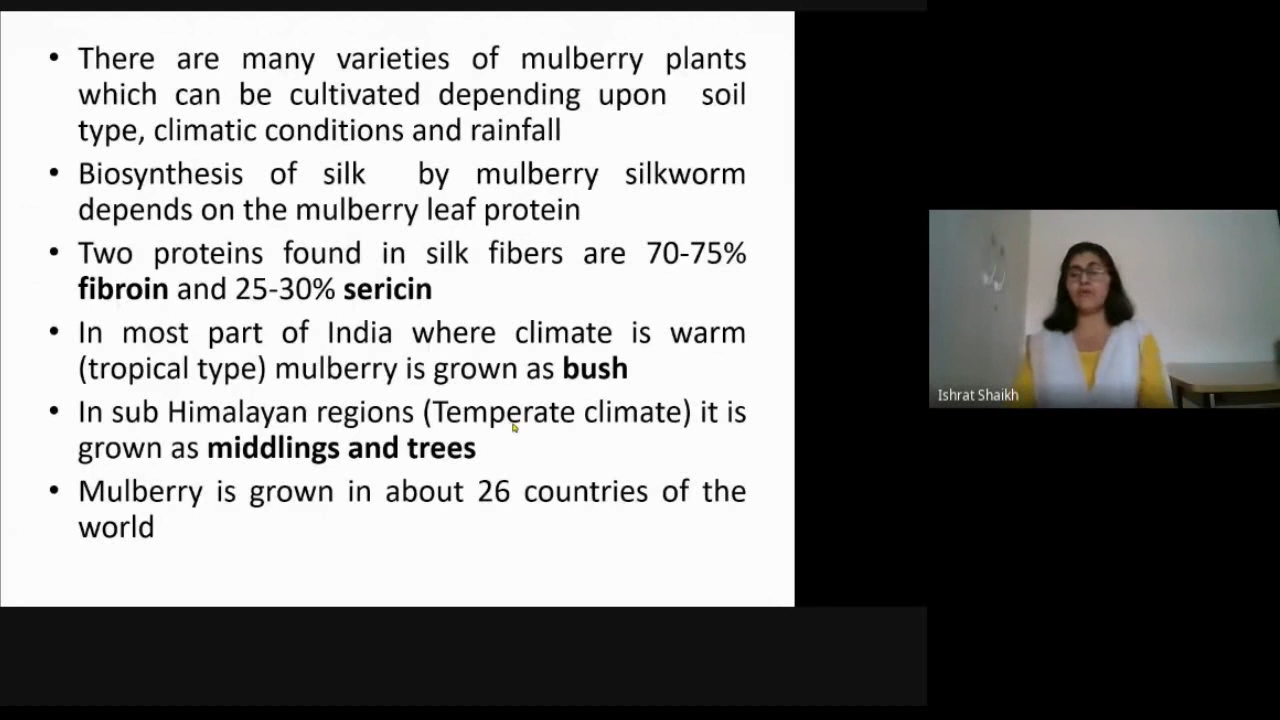 • There are many varieties of mulberry plants
which can be cultivated depending upon soil
type, climatic conditions and rainfall
• Biosynthesis of silk by mulberry silkworm
depends on the mulberry leaf protein
• Two proteins found in silk fibers are 70-75%
fibroin and 25-30% sericin
• In most part of India where climate is warm
(tropical type) mulberry is grown as bush
• In sub Himalayan regions (Temperate climate) it is
grown as middlings and trees
• Mulberry is grown in about 26 countries of the
world
Ishrat Shaikh